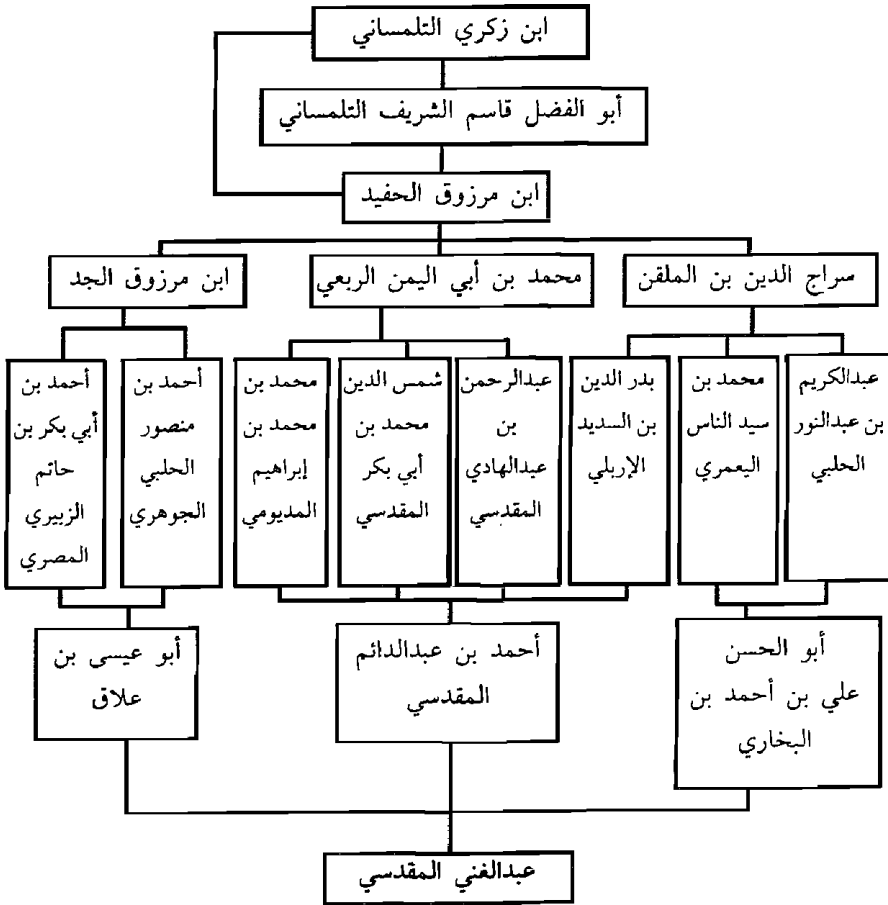 ابن زكري التلمساني
أبو الفضل قاسم الشريف التلمساني
ابن مرزوق الحفيد
سراج الدين بن الملقن
محمد بن أبي اليمن الربعي
ابن مرزوق الجد
عبدالكريم
بن عبدالنور
الحلبي
محمد بن
سيد الناس
اليعمري
بدر الدين
بن السديد
الإربلي
عبدالرحمن
بن
عبدالهادي
المقدسي
شمس الدين
محمد بن
أبي بكر
المقدسي
محمد بن
محمد بن
إبراهيم
المديومي
أحمد بن
منصور
الحلبي
الجوهري
أحمد بن
أبي بكر بن
حاتم
الزبيري
المصري
أبو الحسن
علي بن أحمد بن
البخاري
أحمد بن عبدالدائم
المقدسي
أبو عيسى بن
علاق
عبدالغني المقدسي